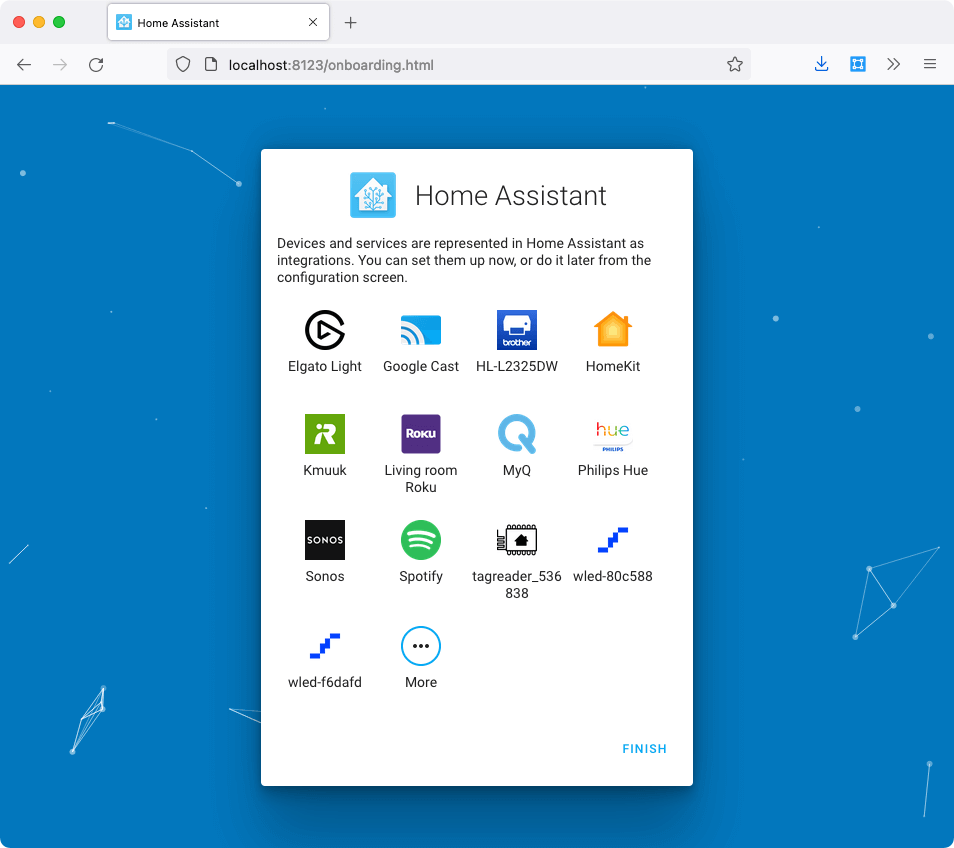 Home Assistant
localhost:8123/onboarding.html
Home Assistant
Devices and services are represented in Home Assistant as
integrations. You can set them up now, or do it later from the
configuration screen.
brother
Elgato Light Google Cast HL-L2325DW HomeKit
R ROKU Q hue
PHILIPS
Kmuuk Living room MyQ Philips Hue
Roku
SONOS
Sonos Spotify tagreader_536 wled-80c588
838
wled-f6dafd More
FINISH